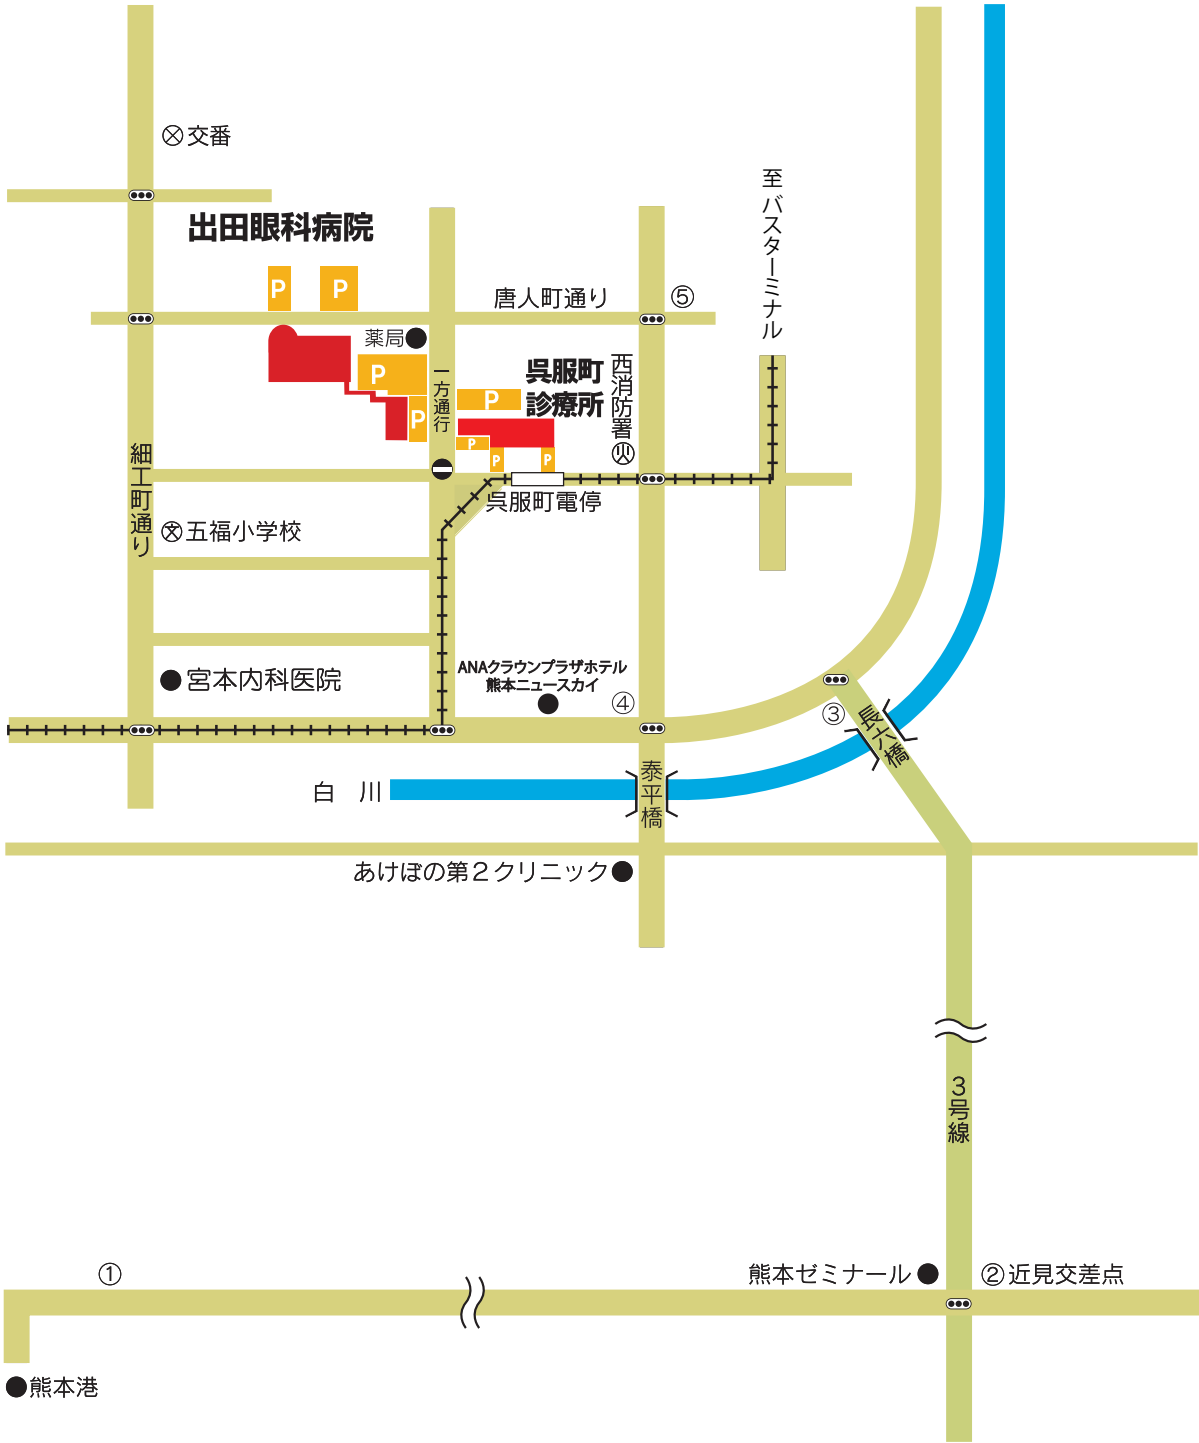 交番
至 バスターミナル
出田眼科病院
P
P
唐人町通り
⑤
薬局
P
P
一方通行
呉服町
診療所
P
P
P
P
西消防署
細工町通り
文
五福小学校
呉服町電停
宮本内科医院
ANAクラウンプラザホテル
熊本ニュースカイ
④
③
長六橋
泰平橋
白 川
あけぼの第2クリニック
3号線
①
熊本ゼミナール
②近見交差点
熊本港